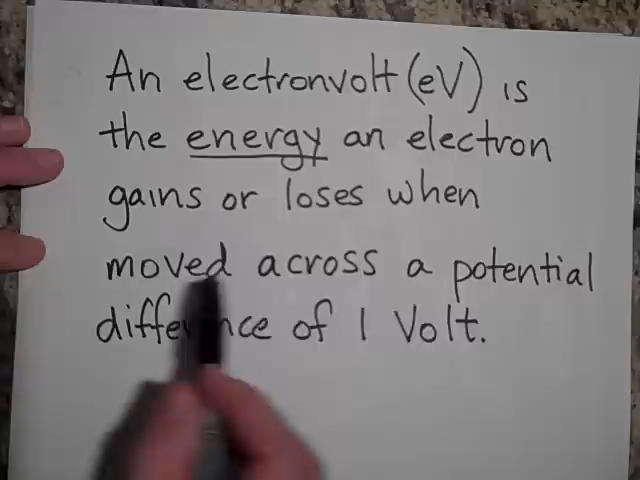 An electronvolt (eV) is
the energy an electron
gains or loses when
moved across a potential
difference of 1 Volt.